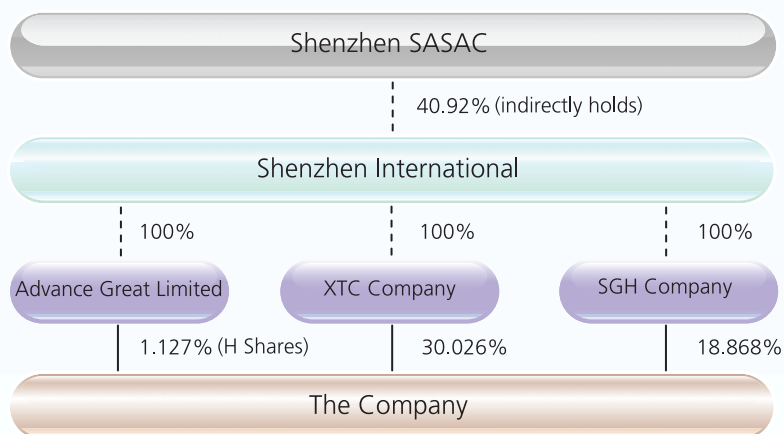 Shenzhen SASAC
40.92% (indirectly holds)
Shenzhen International
100% 100% 100%
Advance Great Limited XTC Company SGH Company
1.127% (H Shares) 30.026% 18.868%
The Company